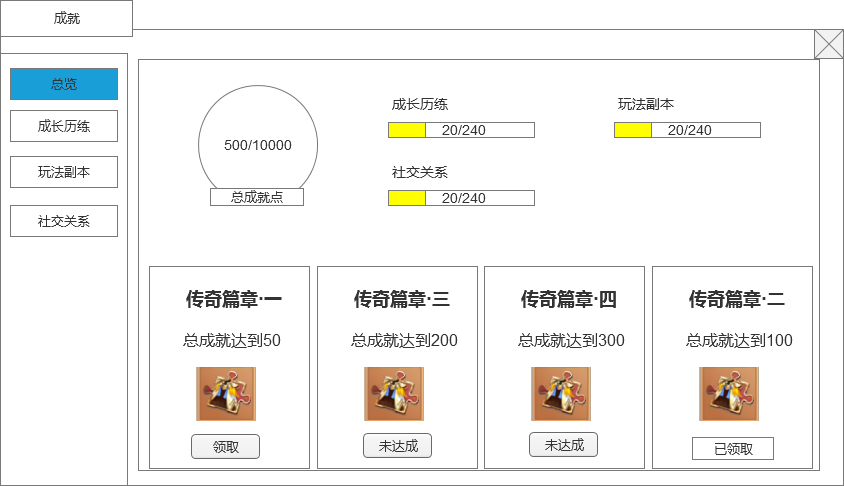 成就
总览
成长历练
玩法副本
社交关系
500/10000
总成就点
成长历练
20/240
玩法副本
20/240
社交关系
20/240
传奇篇章·一
总成就达到50
领取
传奇篇章·三
总成就达到200
未达成
传奇篇章·四
总成就达到300
未达成
传奇篇章·二
总成就达到100
已领取